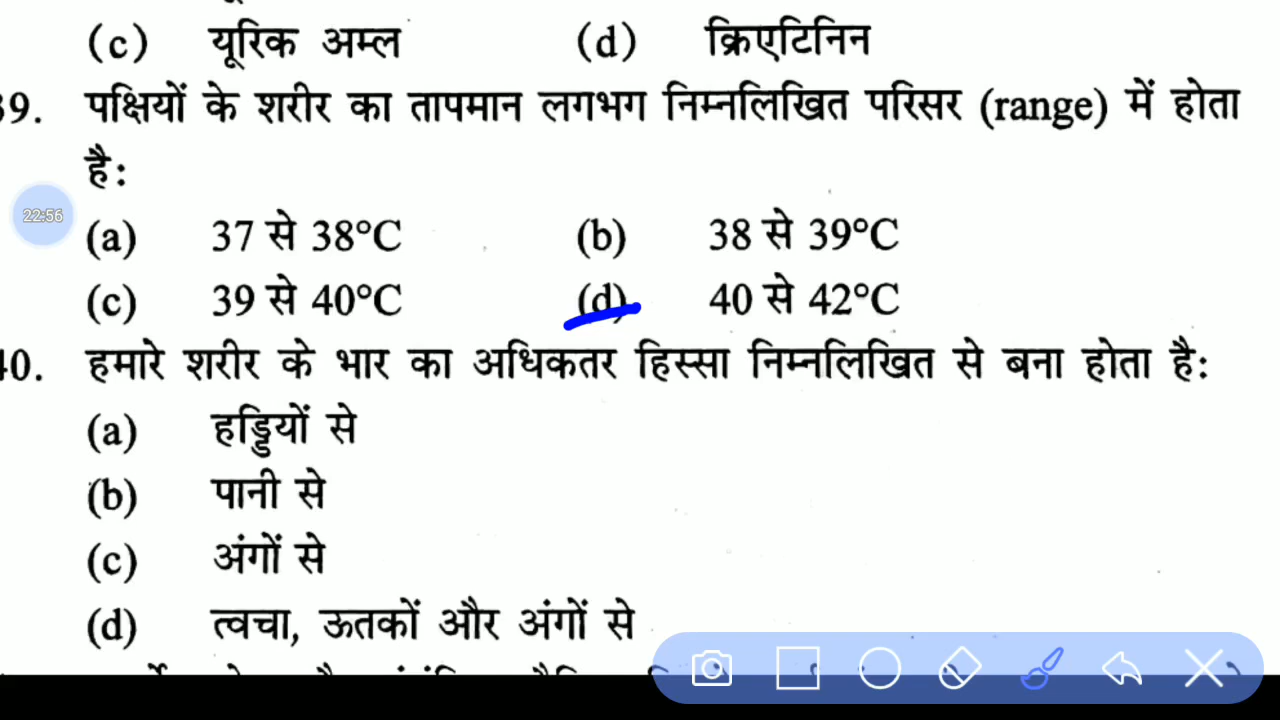 (c) यूरिक अम्ल (d) क्रिएटिनिन
39. पक्षियों के शरीर का तापमान लगभग निम्नलिखित परिसर (range) में होता
है:
22:56
(a) 37 से 38°C (b) 38 से 39°C
(c) 39 से 40°C (d) 40 से 42°C
40. हमारे शरीर के भार का अधिकतर हिस्सा निम्नलिखित से बना होता है:
(a) हड्डियों से
(b) पानी से
(c) अंगों से
(d) त्वचा, ऊतकों और अंगों से